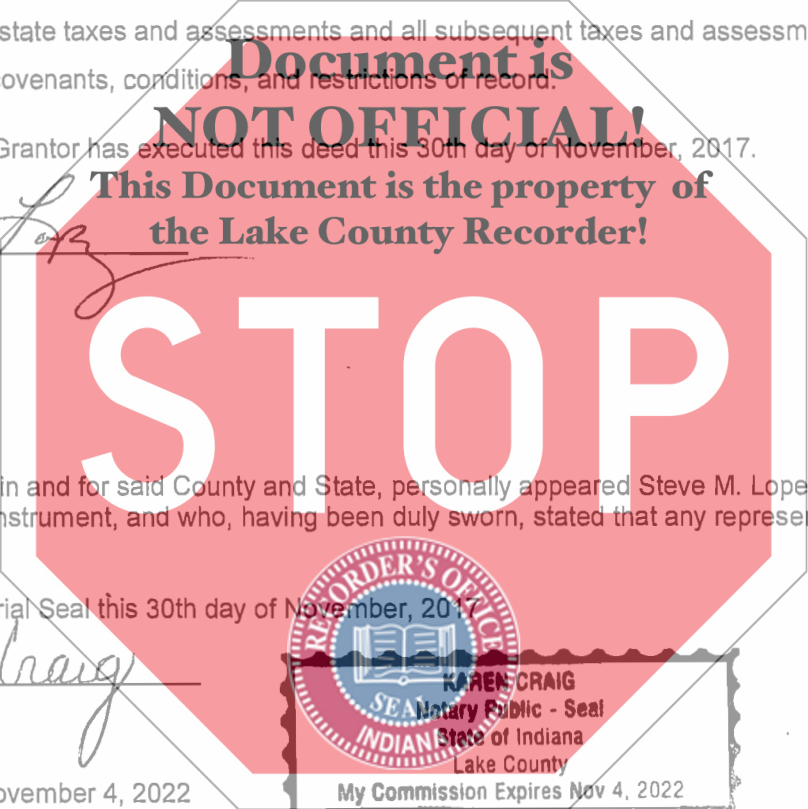 state taxes and assessments and all subsequent taxes and assessm
Document is
ovenants, conditions, and restrictions of record.
NOT OFFICIAL!
Grantor has executed this deed this 30th day of November, 2017.
This Document is the property of
the Lake County Recorder!
STOP
in and for said County and State, personally appeared Steve M. Lope
nstrument, and who, having been duly sworn, stated that any represe
RECORDER'S OFFICE
SEAL
INDIANA
rial Seal this 30th day of November, 2017
Craig
KAREN CRAIG
Notary Public - Seal
State of Indiana
Lake County
My Commission Expires Nov 4, 2022
ovember 4, 2022